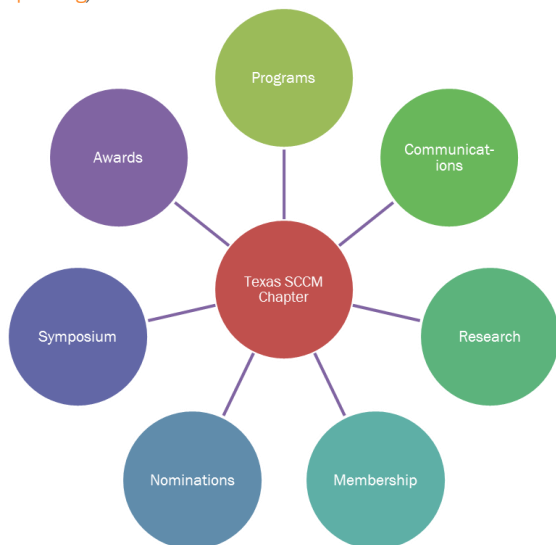 Programs
Communicat-
ions
Research
Membership
Nominations
Symposium
Awards
Texas SCCM
Chapter